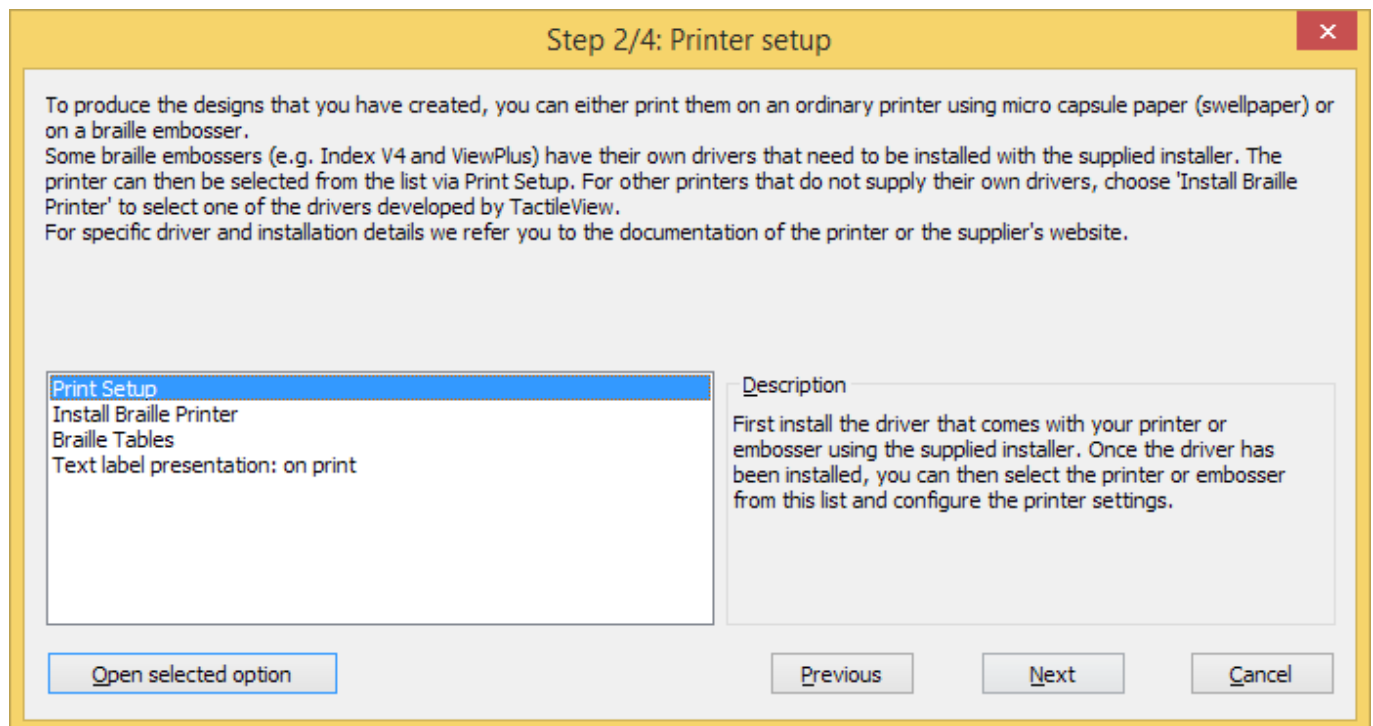 Step 2/4: Printer setup
To produce the designs that you have created, you can either print them on an ordinary printer using micro capsule paper (swellpaper) or
on a braille embosser.
Some braille embossers (e.g. Index V4 and ViewPlus) have their own drivers that need to be installed with the supplied installer. The
printer can then be selected from the list via Print Setup. For other printers that do not supply their own drivers, choose 'Install Braille
Printer' to select one of the drivers developed by TactileView.
For specific driver and installation details we refer you to the documentation of the printer or the supplier's website.
Print Setup
Install Braille Printer
Braille Tables
Text label presentation: on print
Description
First install the driver that comes with your printer or
embosser using the supplied installer. Once the driver has
been installed, you can then select the printer or embosser
from this list and configure the printer settings.
Open selected option
Previous
Next
Cancel